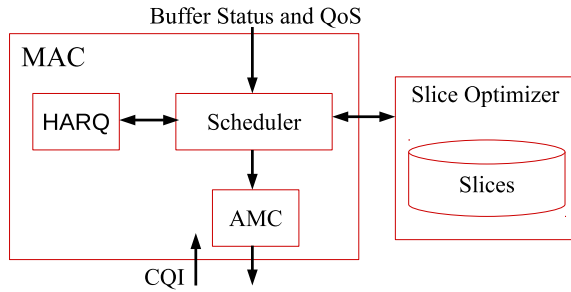 Buffer Status and QoS
MAC
HARQ
Scheduler
Slice Optimizer
Slices
AMC
CQI